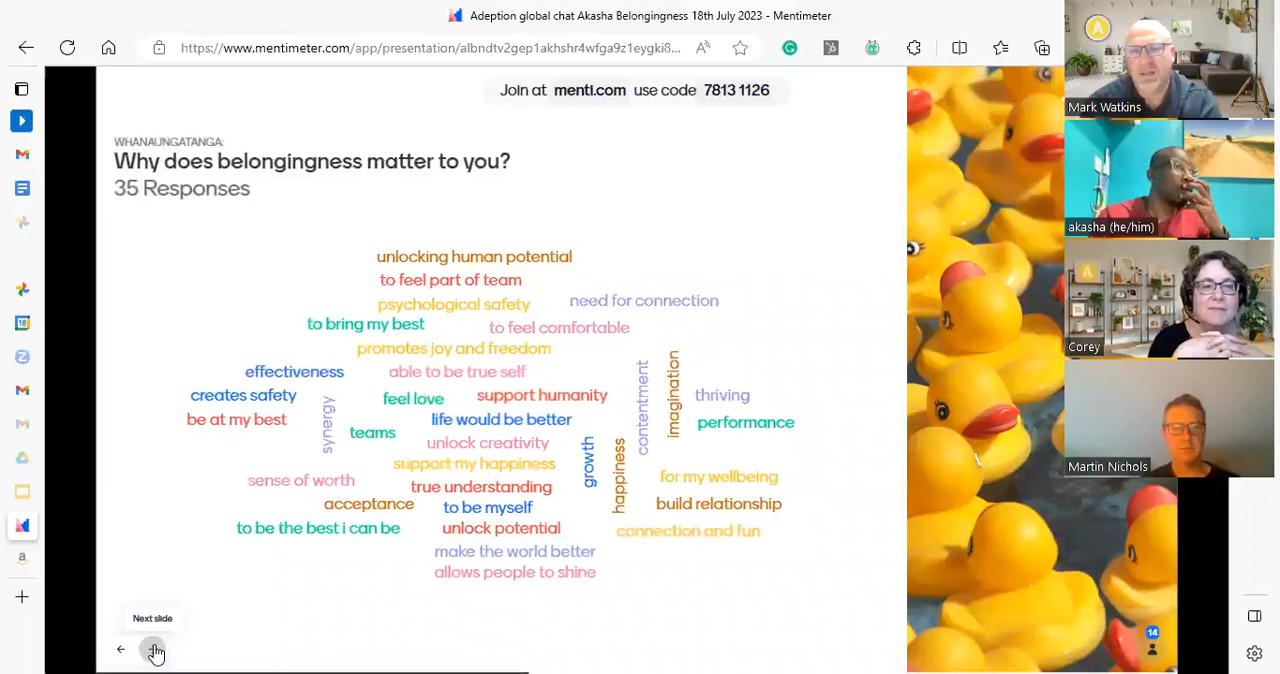 Adeption global chat Akasha Belongingness 18th July 2023 - Mentimeter
https://www.mentimeter.com/app/presentation/albndtv2gep1akhshr4wfga9z1eygki8...
Join at menti.com use code 7813 1126
WHANAUNGATANGA:
Why does belongingness matter to you?
35 Responses
unlocking human potential
to feel part of team
psychological safety
need for connection
to bring my best
to feel comfortable
promotes joy and freedom
effectiveness
able to be true self
creates safety
feel love
support humanity
contentment
imagination
thriving
be at my best
synergy
life would be better
performance
teams
unlock creativity
growth
happiness
support my happiness
for my wellbeing
sense of worth
true understanding
acceptance
to be myself
build relationship
to be the best i can be
unlock potential
connection and fun
make the world better
allows people to shine
Next slide
14
Mark Watkins
akasha (he/him)
Corey
Martin Nichols
18